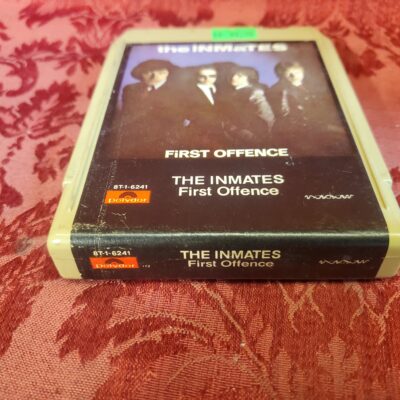 the INMATES
FiRST OFFENCE
8T-1-6241
polydor
THE INMATES
First Offence
8T-1-6241
polydor
THE INMATES
First Offence